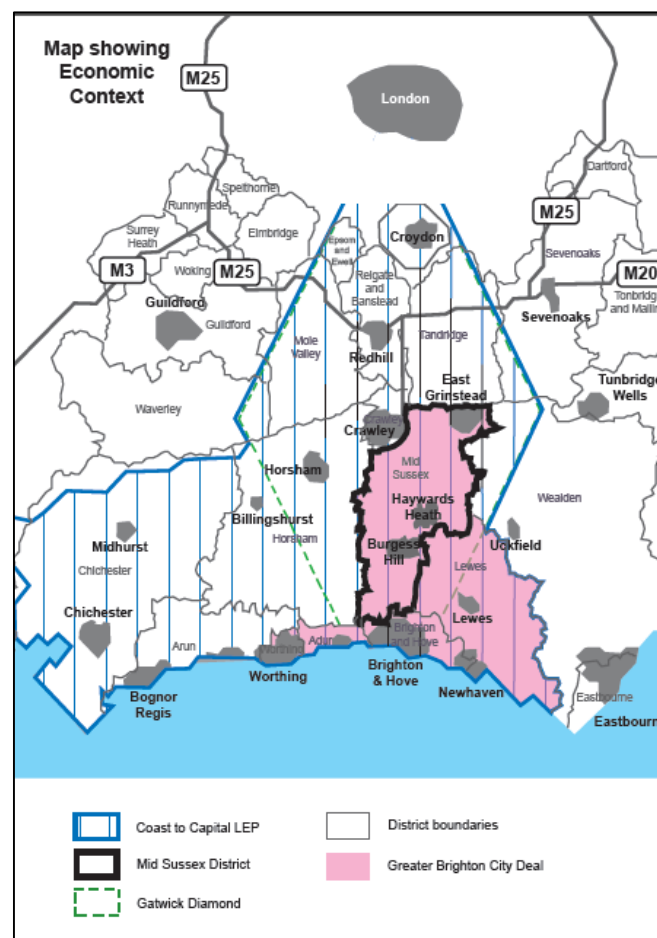 Map showing
Economic
Context
M25
London
Dartford
Spelthorne
Runnymede
M25
Surrey
Heath
Elmbridge
Croydon
Epsom
and
Ewell
Sevenoaks
M3
Woking
M25
M20
Reigate
and
Banstead
Guildford
Guildford
Sevenoaks
Tonbridge
and Malling
Mole
Valley
Redhill
Tandridge
East
Grinstead
Tunbridge
Wells
Waverley
Crawley
Crawley
Mid
Sussex
Horsham
Haywards
Heath
Wealden
Billingshurst
Horsham
Uckfield
Midhurst
Burgess
Hill
Chichester
Lewes
Chichester
Lewes
Arun
Worthing
Adur
Brighton
and Hove
Worthing
Brighton
& Hove
Newhaven
Bognor
Regis
Eastbourne
Eastbourn
Coast to Capital LEP
District boundaries
Mid Sussex District
Greater Brighton City Deal
Gatwick Diamond